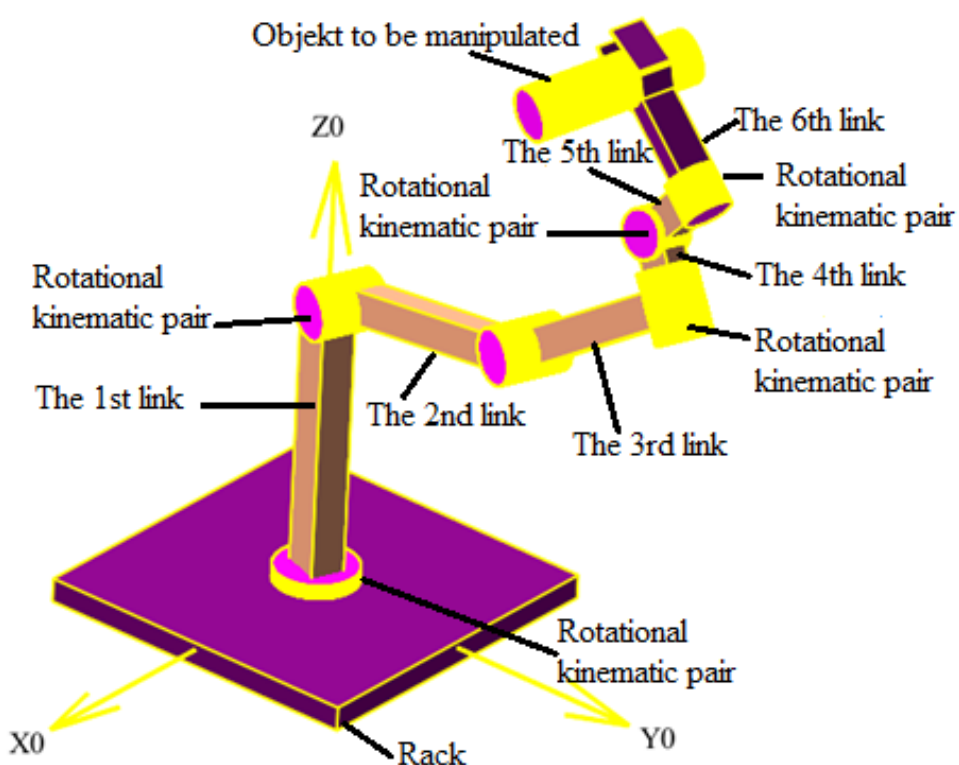 Objekt to be manipulated
Z0
The 6th link
The 5th link
Rotational
kinematic pair
Rotational
kinematic pair
Rotational
kinematic pair
The 4th link
Rotational
kinematic pair
The 1st link
The 2nd link
The 3rd link
Rotational
kinematic pair
X0
Y0
Rack